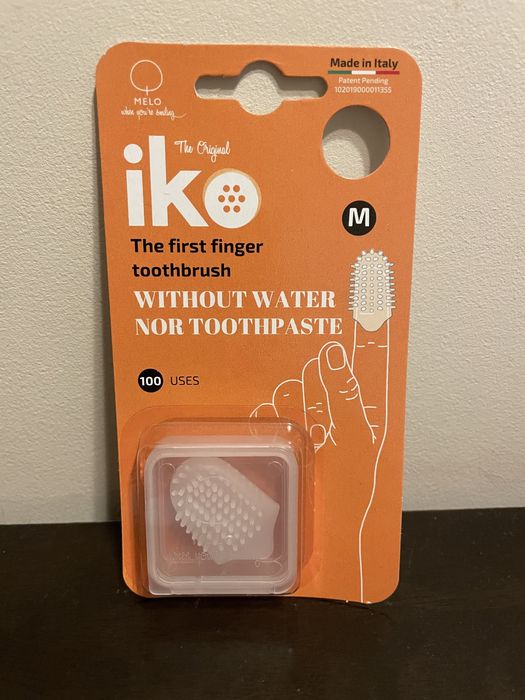 MELO
when you're smiling
Made in Italy
Patent Pending
102019000011355
The Original
iko
M
The first finger
toothbrush
WITHOUT WATER
NOR TOOTHPASTE
100 USES